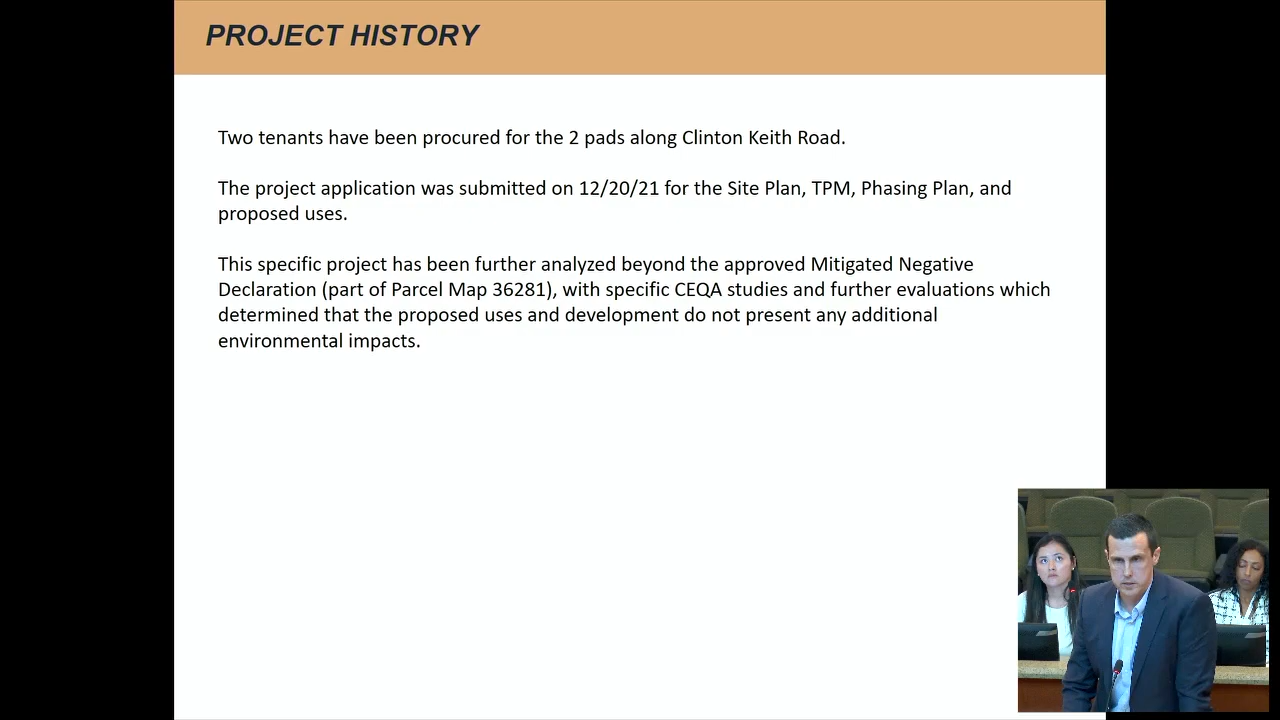 PROJECT HISTORY
Two tenants have been procured for the 2 pads along Clinton Keith Road.
The project application was submitted on 12/20/21 for the Site Plan, TPM, Phasing Plan, and
proposed uses.
This specific project has been further analyzed beyond the approved Mitigated Negative
Declaration (part of Parcel Map 36281), with specific CEQA studies and further evaluations which
determined that the proposed uses and development do not present any additional
environmental impacts.